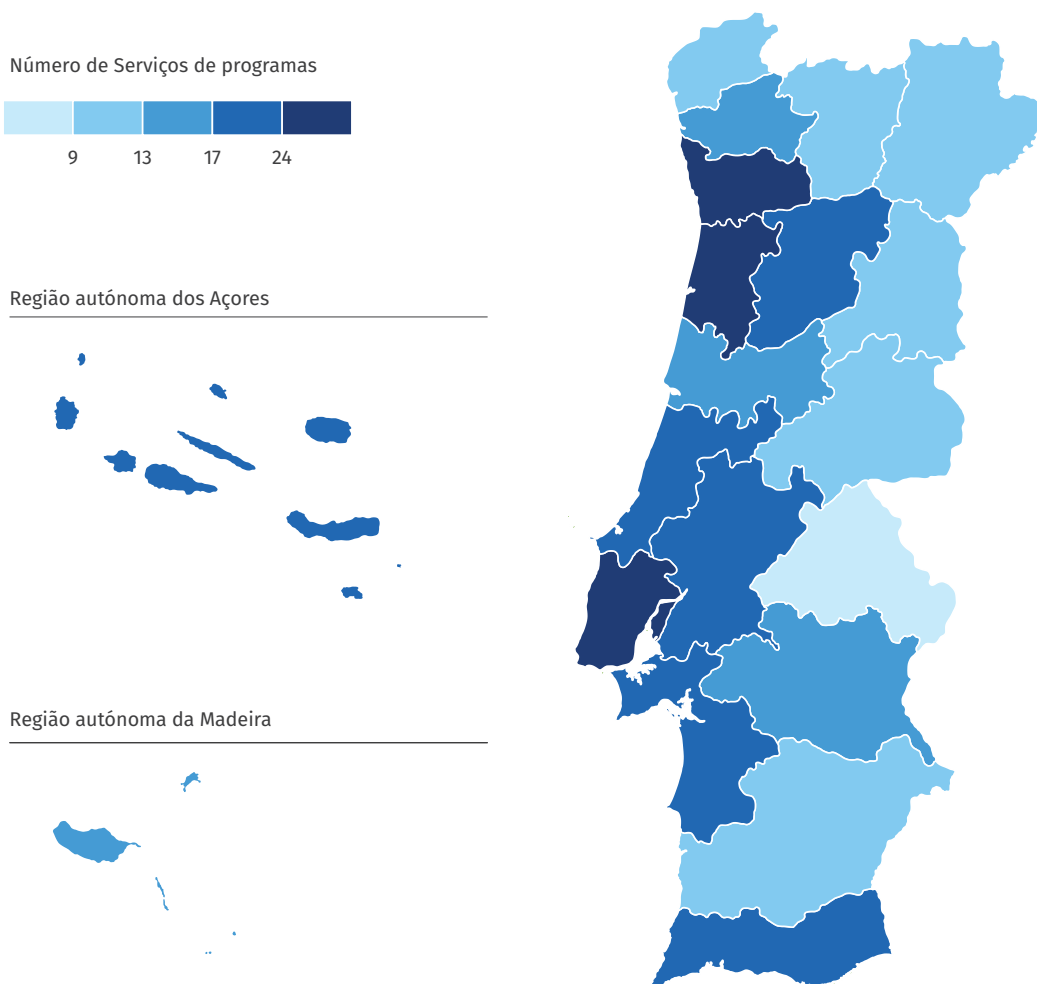 Número de Serviços de programas
9 13 17 24
Região autónoma dos Açores
Região autónoma da Madeira